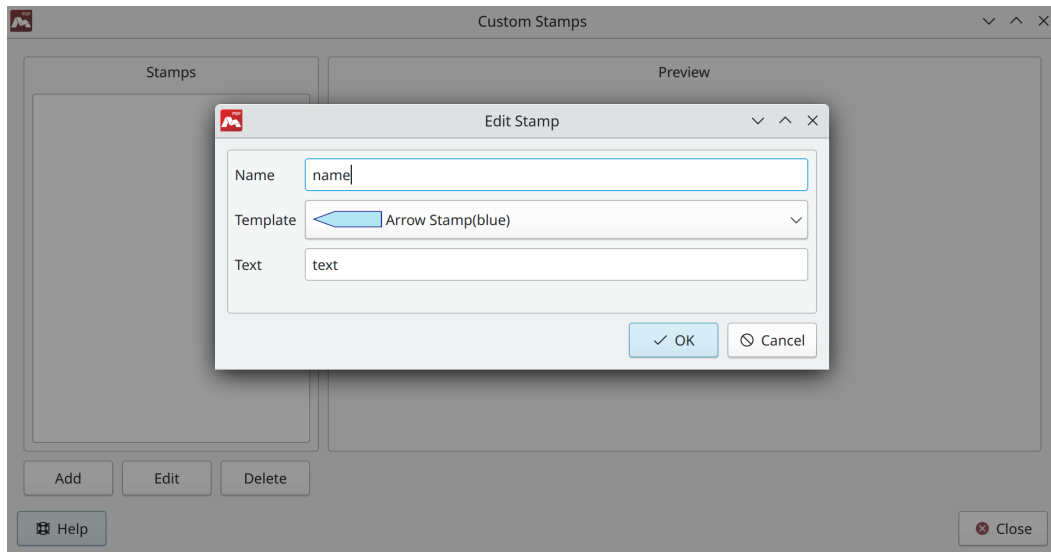 Custom Stamps
Stamps
Preview
PDF
Edit Stamp
Name
name
Template
Arrow Stamp(blue)
Text
text
OK
Cancel
Add
Edit
Delete
Help
Close